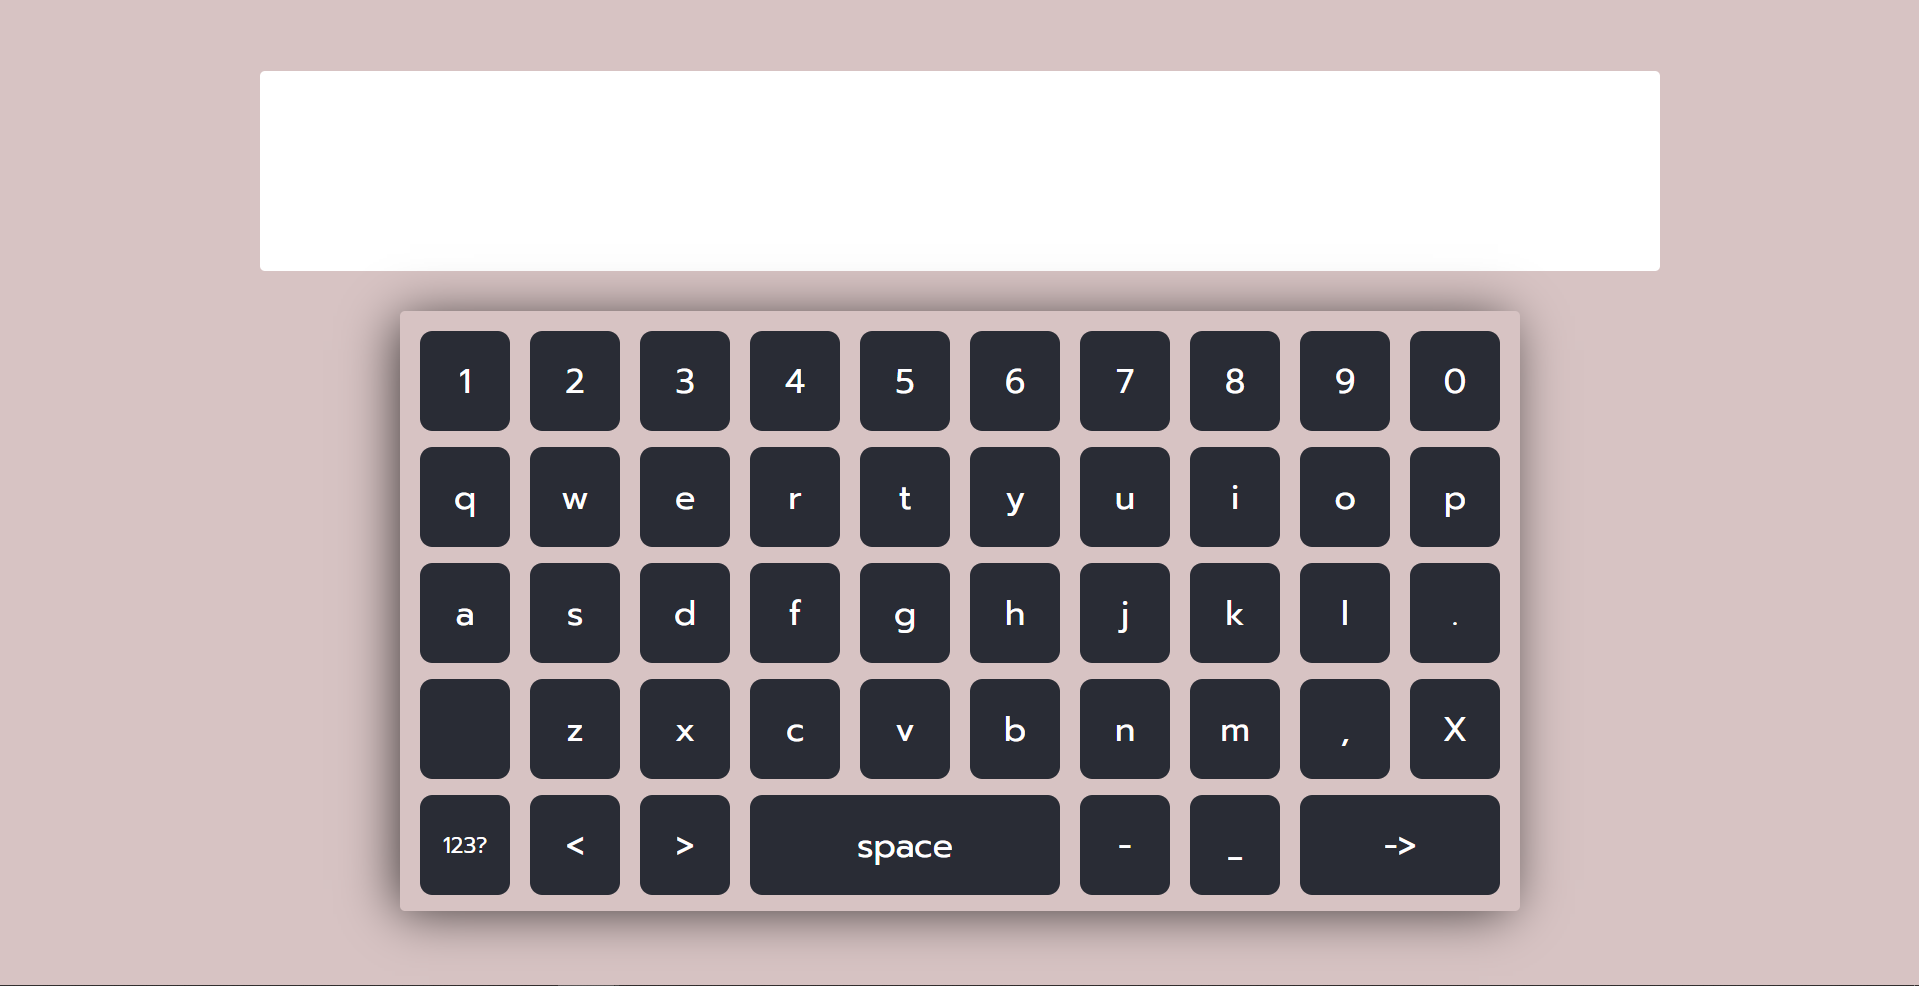 1 2 3 4 5 6 7 8 9 0
q w e r t y u i o p
a s d f g h j k l .
z x c v b n m , X
123? < > space - _ ->